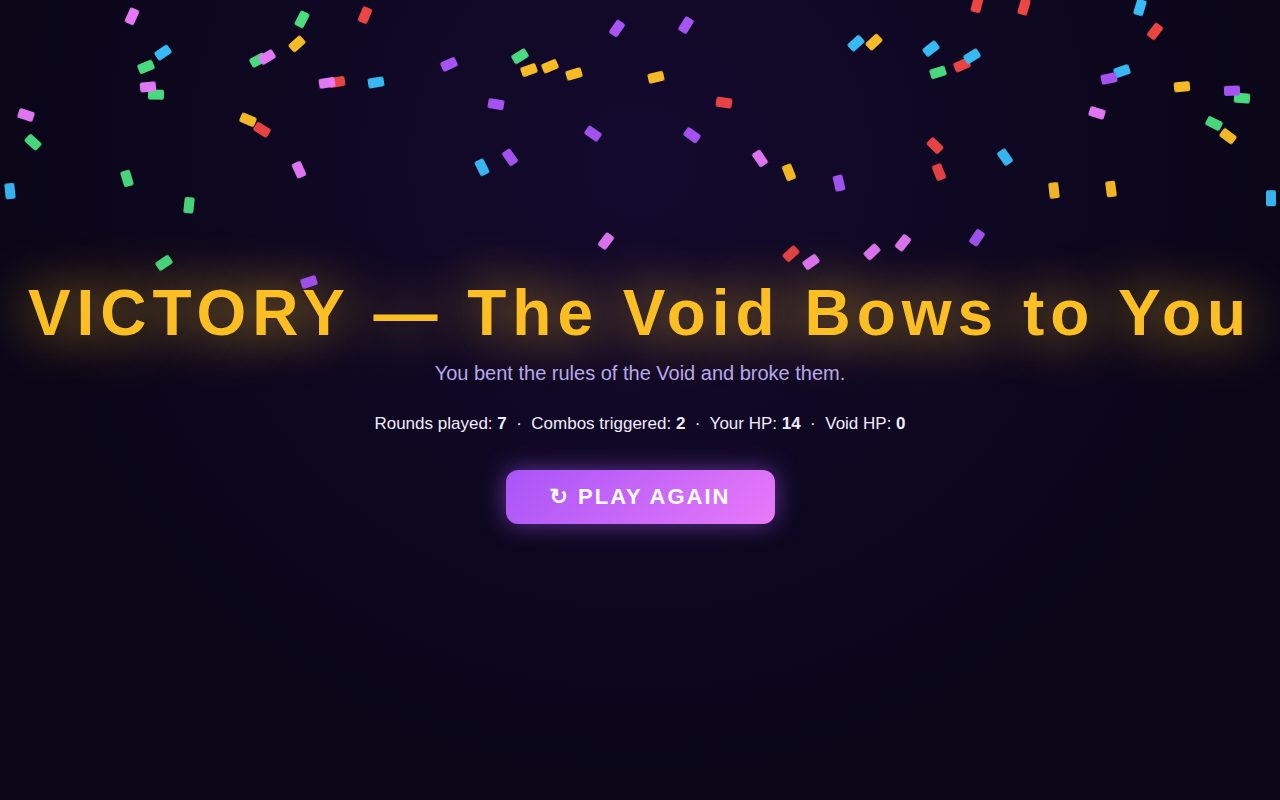 VICTORY — The Void Bows to You
You bent the rules of the Void and broke them.
Rounds played: 7 · Combos triggered: 2 · Your HP: 14 · Void HP: 0
↻ PLAY AGAIN